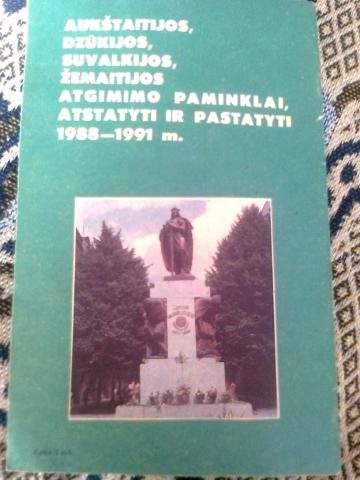 AUKŠTAITIJOS,
DZŪKIJOS,
SUVALKIJOS,
ŽEMAITIJOS
ATGIMIMO PAMINKLAI,
ATSTATYTI IR PASTATYTI
1988—1991 m.